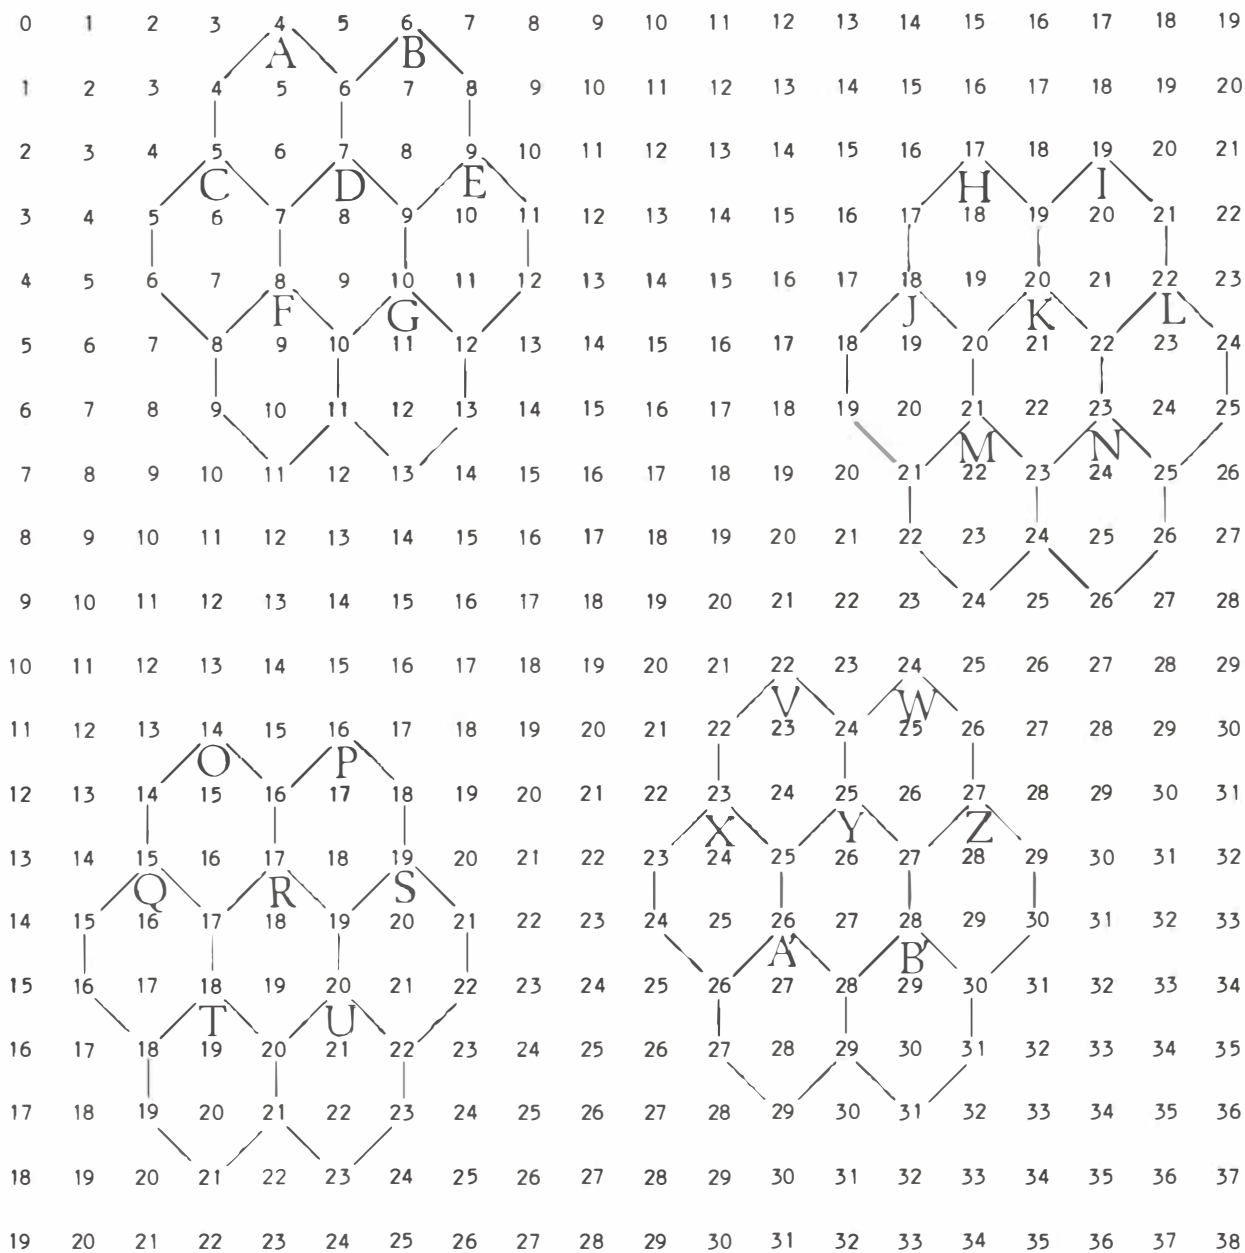 0 1 2 3 4 5 6 7 8 9 10 11 12 13 14 15 16 17 18 19
A B
1 2 3 4 5 6 7 8 9 10 11 12 13 14 15 16 17 18 19 20
2 3 4 5 6 7 8 9 10 11 12 13 14 15 16 17 18 19 20 21
C D E H I
3 4 5 6 7 8 9 10 11 12 13 14 15 16 17 18 19 20 21 22
4 5 6 7 8 9 10 11 12 13 14 15 16 17 18 19 20 21 22 23
F G J K L
5 6 7 8 9 10 11 12 13 14 15 16 17 18 19 20 21 22 23 24
6 7 8 9 10 11 12 13 14 15 16 17 18 19 20 21 22 23 24 25
M N
7 8 9 10 11 12 13 14 15 16 17 18 19 20 21 22 23 24 25 26
8 9 10 11 12 13 14 15 16 17 18 19 20 21 22 23 24 25 26 27
9 10 11 12 13 14 15 16 17 18 19 20 21 22 23 24 25 26 27 28
10 11 12 13 14 15 16 17 18 19 20 21 22 23 24 25 26 27 28 29
V W
11 12 13 14 15 16 17 18 19 20 21 22 23 24 25 26 27 28 29 30
O P
12 13 14 15 16 17 18 19 20 21 22 23 24 25 26 27 28 29 30 31
X Y Z
13 14 15 16 17 18 19 20 21 22 23 24 25 26 27 28 29 30 31 32
Q R S
14 15 16 17 18 19 20 21 22 23 24 25 26 27 28 29 30 31 32 33
A' B'
15 16 17 18 19 20 21 22 23 24 25 26 27 28 29 30 31 32 33 34
T U
16 17 18 19 20 21 22 23 24 25 26 27 28 29 30 31 32 33 34 35
17 18 19 20 21 22 23 24 25 26 27 28 29 30 31 32 33 34 35 36
18 19 20 21 22 23 24 25 26 27 28 29 30 31 32 33 34 35 36 37
19 20 21 22 23 24 25 26 27 28 29 30 31 32 33 34 35 36 37 38